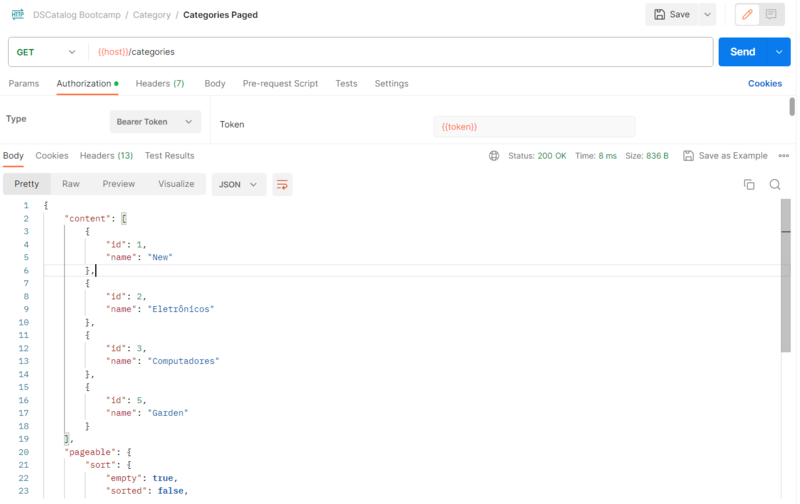 HTTP DSCatalog Bootcamp / Category / Categories Paged Save
GET {{host}}/categories Send
Params Authorization Headers (7) Body Pre-request Script Tests Settings Cookies
Type Bearer Token Token {{token}}
Body Cookies Headers (13) Test Results Status: 200 OK Time: 8 ms Size: 836 B Save as Example
Pretty Raw Preview Visualize JSON
1 {
2 "content": [
3 {
4 "id": 1,
5 "name": "New"
6 },
7 {
8 "id": 2,
9 "name": "Eletrônicos"
10 },
11 {
12 "id": 3,
13 "name": "Computadores"
14 },
15 {
16 "id": 5,
17 "name": "Garden"
18 }
19 ],
20 "pageable": {
21 "sort": {
22 "empty": true,
23 "sorted": false,